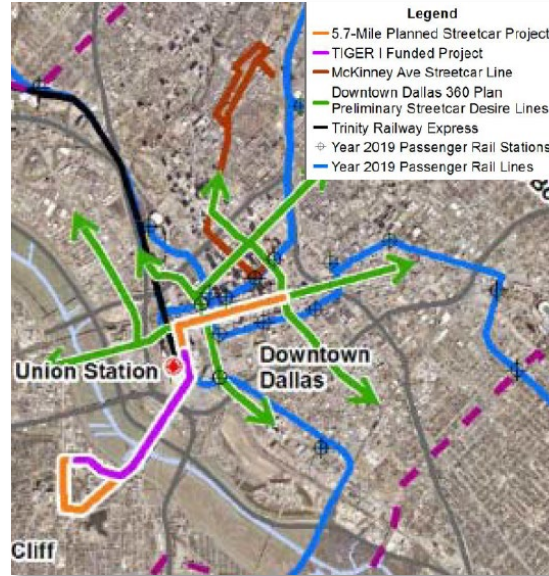 Legend
5.7-Mile Planned Streetcar Project
TIGER I Funded Project
McKinney Ave Streetcar Line
Downtown Dallas 360 Plan
Preliminary Streetcar Desire Lines
Trinity Railway Express
Year 2019 Passenger Rail Stations
Year 2019 Passenger Rail Lines
Union Station
Downtown
Dallas
Cliff